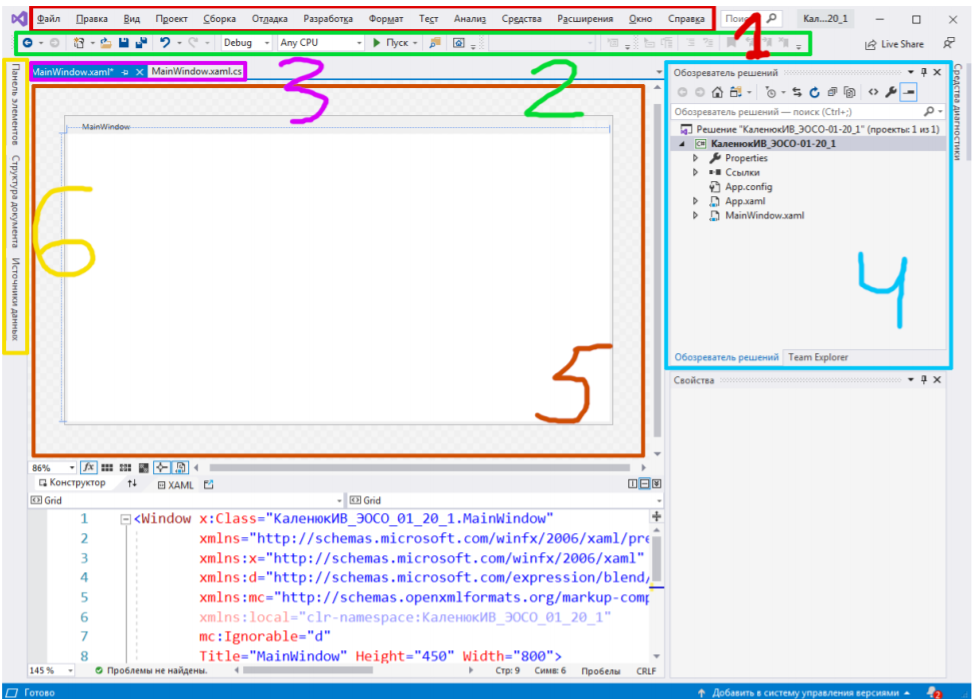 Файл Правка Вид Проект Сборка Отладка Разработка Формат Тест Анализ Средства Расширения Окно Справка Поис Кал...20_1
1
Debug Any CPU Пуск Live Share
2
MainWindow.xaml* MainWindow.xaml.cs
3
Панель элементов Структура документа Источники данных
6
MainWindow
5
Обозреватель решений
Обозреватель решений — поиск (Ctrl+;)
Решение "КаленюкИВ_ЭОСО-01-20_1" (проекты: 1 из 1)
C# КаленюкИВ_ЭОСО-01-20_1
Properties
Ссылки
App.config
App.xaml
MainWindow.xaml
4
Обозреватель решений Team Explorer
Средства диагностики
Свойства
86% fx
Конструктор XAML
Grid Grid
1 <Window x:Class="КаленюкИВ_ЭОСО_01_20_1.MainWindow"
2 xmlns="http://schemas.microsoft.com/winfx/2006/xaml/pre
3 xmlns:x="http://schemas.microsoft.com/winfx/2006/xaml"
4 xmlns:d="http://schemas.microsoft.com/expression/blend/
5 xmlns:mc="http://schemas.openxmlformats.org/markup-comp
6 xmlns:local="clr-namespace:КаленюкИВ_ЭОСО_01_20_1"
7 mc:Ignorable="d"
8 Title="MainWindow" Height="450" Width="800">
145 % Проблемы не найдены. Стр: 9 Симв: 6 Пробелы CRLF
Готово Добавить в систему управления версиями 2